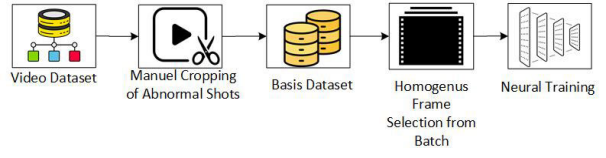 Video Dataset
Manuel Cropping
of Abnormal Shots
Basis Dataset
Homogenus
Frame
Selection from
Batch
Neural Training